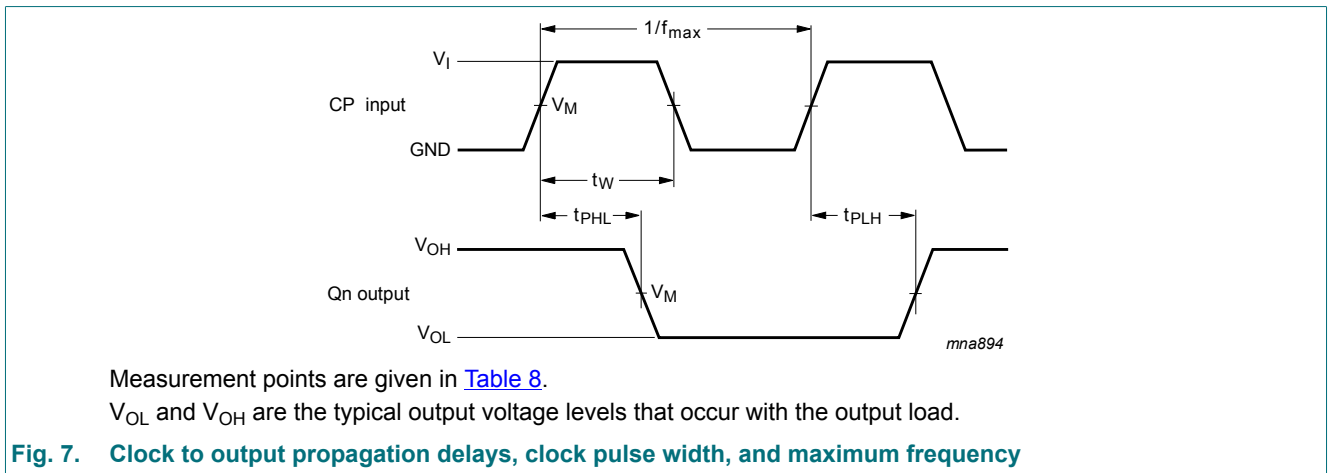 1/fmax
VI
CP input
VM
GND
tW
tPHL
tPLH
VOH
Qn output
VM
VOL
mna894
Measurement points are given in Table 8.
VOL and VOH are the typical output voltage levels that occur with the output load.
Fig. 7. Clock to output propagation delays, clock pulse width, and maximum frequency